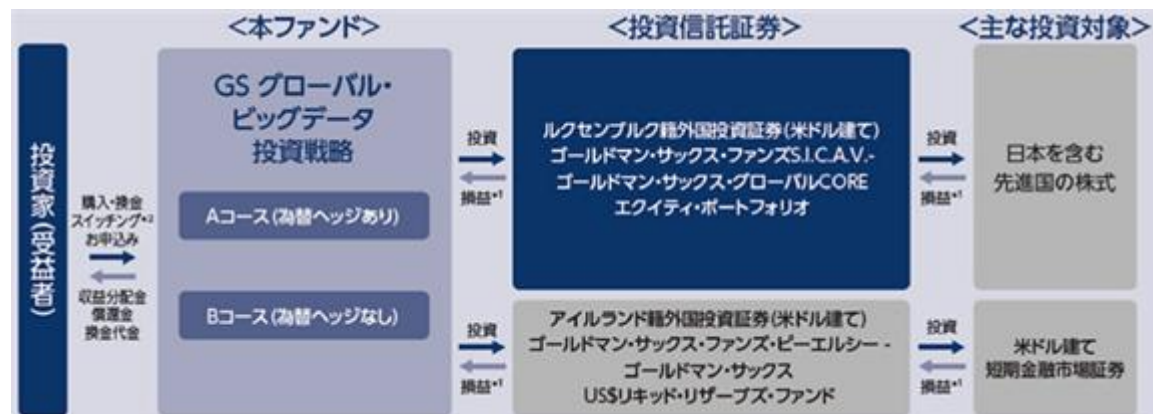 <本ファンド>
<投資信託証券>
<主な投資対象>
投資家(受益者)
購入・換金
スイッチング*2
お申込み
収益分配金
償還金
換金代金
GS グローバル・
ビッグデータ
投資戦略
Aコース(為替ヘッジあり)
Bコース(為替ヘッジなし)
投資
損益*1
ルクセンブルク籍外国投資証券(米ドル建て)
ゴールドマン・サックス・ファンズS.I.C.A.V.-
ゴールドマン・サックス・グローバルCORE
エクイティ・ポートフォリオ
投資
損益*1
日本を含む
先進国の株式
投資
損益*1
アイルランド籍外国投資証券(米ドル建て)
ゴールドマン・サックス・ファンズ・ピーエルシー -
ゴールドマン・サックス
US$リキッド・リザーブズ・ファンド
投資
損益*1
米ドル建て
短期金融市場証券